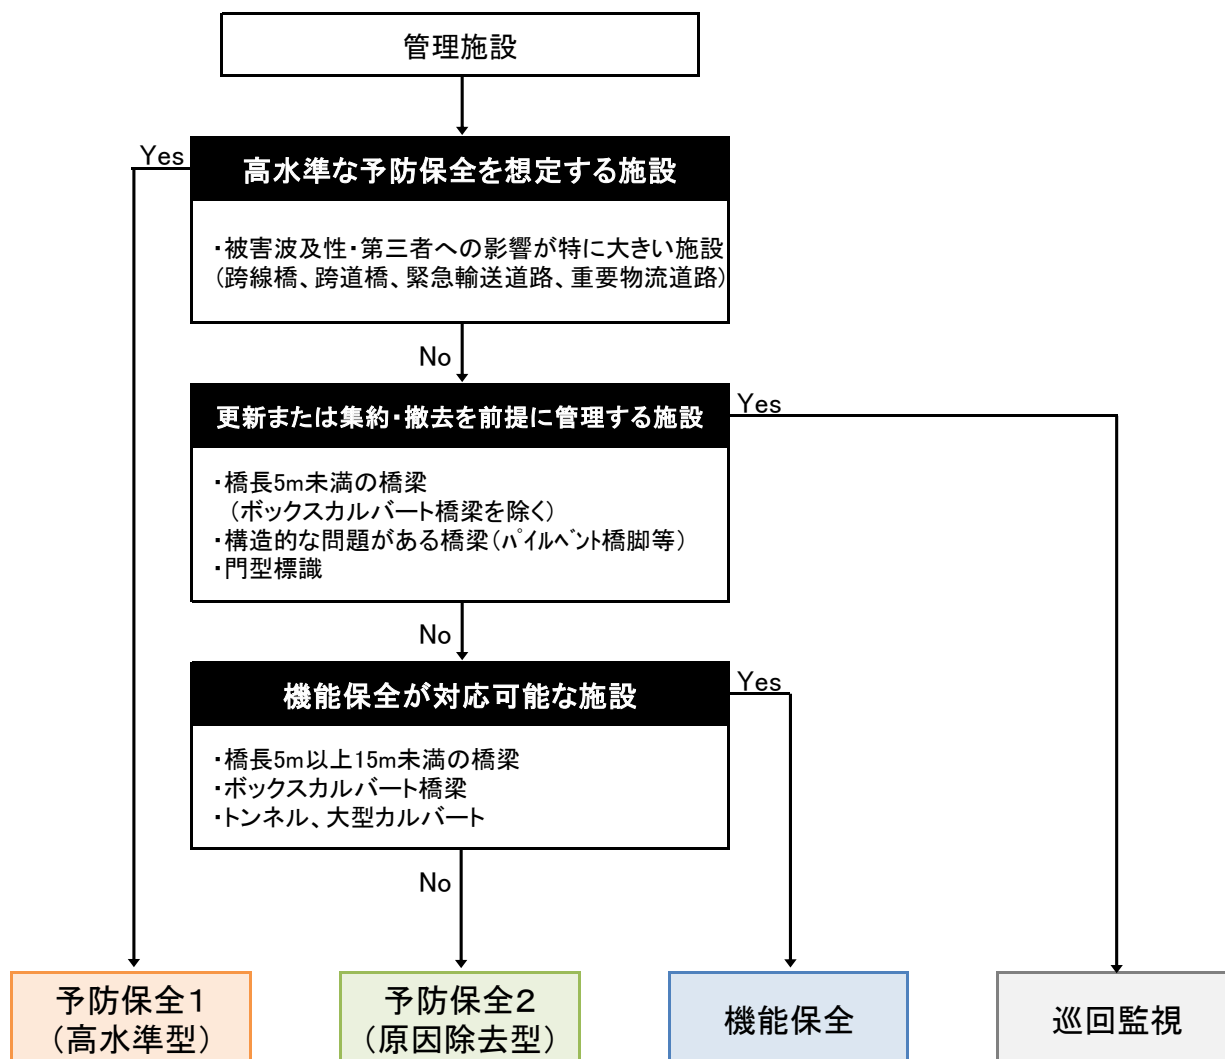 管理施設
Yes
高水準な予防保全を想定する施設
・被害波及性・第三者への影響が特に大きい施設
(跨線橋、跨道橋、緊急輸送道路、重要物流道路)
No
更新または集約・撤去を前提に管理する施設
Yes
・橋長5m未満の橋梁
（ボックスカルバート橋梁を除く）
・構造的な問題がある橋梁（ﾊﾟｲﾙﾍﾞﾝﾄ橋脚等）
・門型標識
No
機能保全が対応可能な施設
Yes
・橋長5m以上15m未満の橋梁
・ボックスカルバート橋梁
・トンネル、大型カルバート
No
予防保全１
（高水準型）
予防保全２
（原因除去型）
機能保全
巡回監視